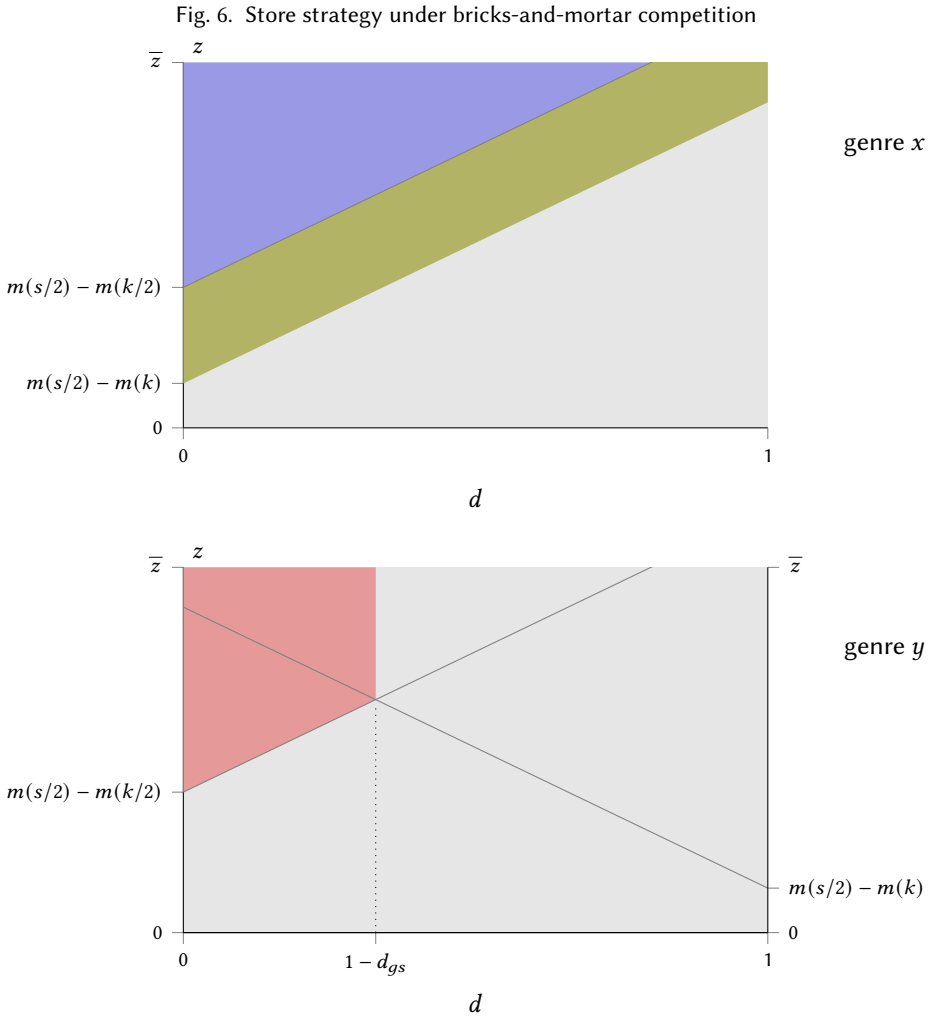 Fig. 6. Store strategy under bricks-and-mortar competition
z̅ z
genre x
m(s/2) − m(k/2)
m(s/2) − m(k)
0
0 1
d
z̅ z z̅
genre y
m(s/2) − m(k/2)
m(s/2) − m(k)
0 0
0 1 − d_gs 1
d